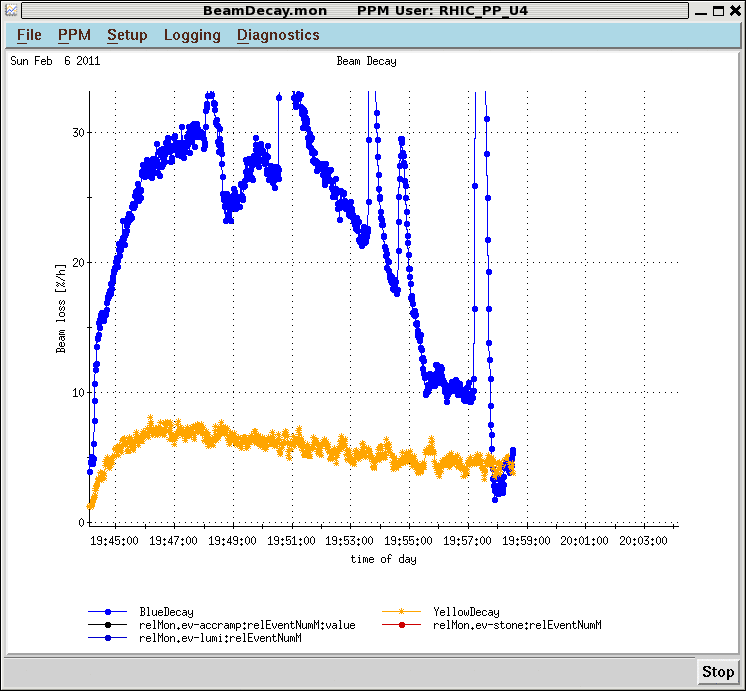 BeamDecay.mon PPM User: RHIC_PP_U4
File PPM Setup Logging Diagnostics
Sun Feb  6 2011 Beam Decay
30
20
10
0
Beam loss [%/h]
19:45:00 19:47:00 19:49:00 19:51:00 19:53:00 19:55:00 19:57:00 19:59:00 20:01:00 20:03:00
time of day
BlueDecay YellowDecay
relMon.ev-accramp:relEventNumM:value relMon.ev-stone:relEventNumM
relMon.ev-lumi:relEventNumM
Stop